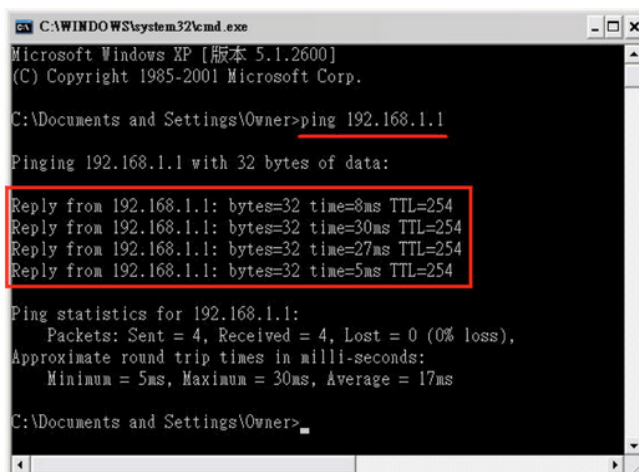 C:\WINDOWS\system32\cmd.exe
Microsoft Windows XP [版本 5.1.2600]
(C) Copyright 1985-2001 Microsoft Corp.
C:\Documents and Settings\Owner>ping 192.168.1.1
Pinging 192.168.1.1 with 32 bytes of data:
Reply from 192.168.1.1: bytes=32 time=8ms TTL=254
Reply from 192.168.1.1: bytes=32 time=30ms TTL=254
Reply from 192.168.1.1: bytes=32 time=27ms TTL=254
Reply from 192.168.1.1: bytes=32 time=5ms TTL=254
Ping statistics for 192.168.1.1:
Packets: Sent = 4, Received = 4, Lost = 0 (0% loss),
Approximate round trip times in milli-seconds:
Minimum = 5ms, Maximum = 30ms, Average = 17ms
C:\Documents and Settings\Owner>